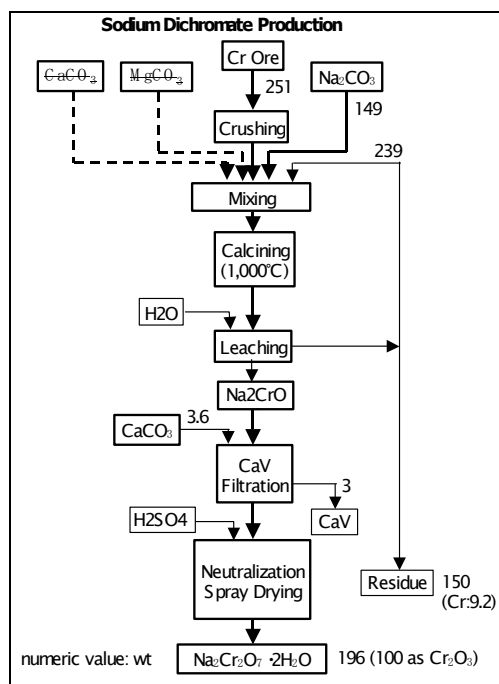 Sodium Dichromate Production
CaCO₃
MgCO₃
Cr Ore
Na₂CO₃
251
149
Crushing
239
Mixing
Calcining
(1,000℃)
H2O
Leaching
Na2CrO
CaCO₃
3.6
CaV
Filtration
3
CaV
H2SO4
Neutralization
Spray Drying
Residue
150
(Cr:9.2)
numeric value: wt
Na₂Cr₂O₇・2H₂O
196 (100 as Cr₂O₃)